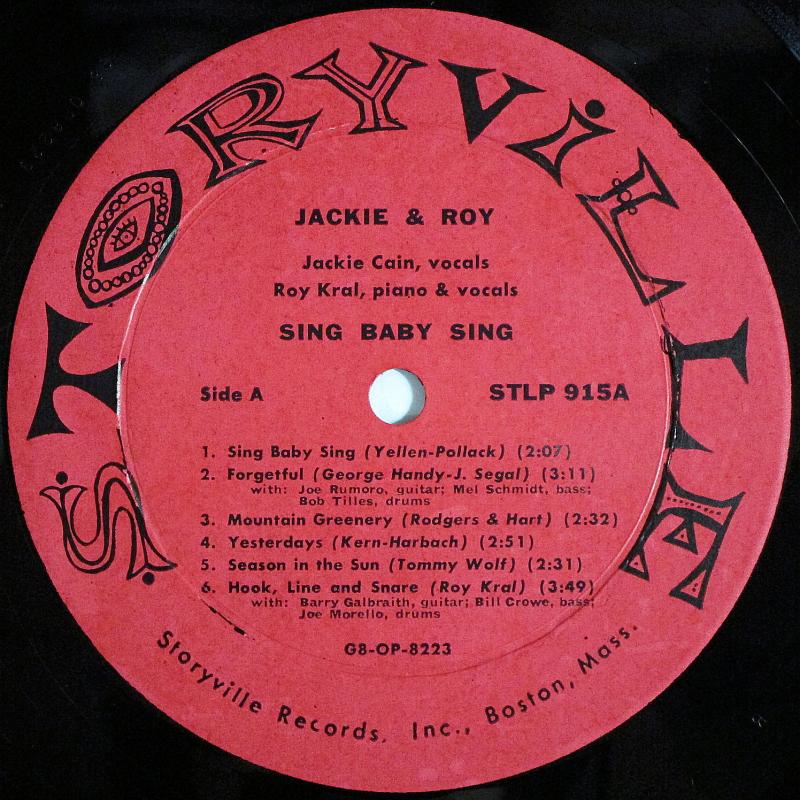 STORYViLLE
JACKIE & ROY
Jackie Cain, vocals
Roy Kral, piano & vocals
SING BABY SING
Side A
STLP 915A
1. Sing Baby Sing (Yellen-Pollack) (2:07)
2. Forgetful (George Handy-J. Segal) (3:11)
with: Joe Rumoro, guitar; Mel Schmidt, bass;
Bob Tilles, drums
3. Mountain Greenery (Rodgers & Hart) (2:32)
4. Yesterdays (Kern-Harbach) (2:51)
5. Season in the Sun (Tommy Wolf) (2:31)
6. Hook, Line and Snare (Roy Kral) (3:49)
with: Barry Galbraith, guitar; Bill Crowe, bass;
Joe Morello, drums
G8-OP-8223
Storyville Records, Inc., Boston, Mass.